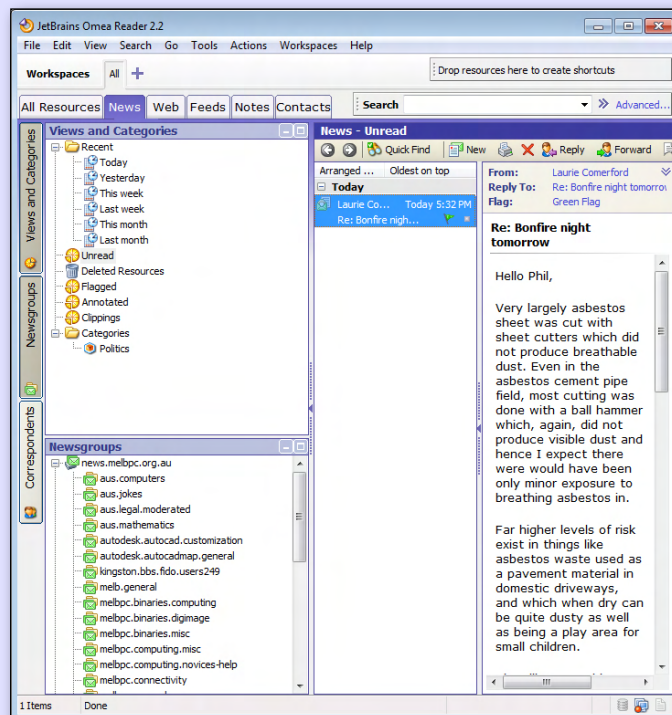 JetBrains Omea Reader 2.2
File Edit View Search Go Tools Actions Workspaces Help
Workspaces All
Drop resources here to create shortcuts
All Resources News Web Feeds Notes Contacts
Search
Advanced...
Views and Categories
Newsgroups
Correspondents
Views and Categories
Recent
Today
Yesterday
This week
Last week
This month
Last month
Unread
Deleted Resources
Flagged
Annotated
Clippings
Categories
Politics
Newsgroups
news.melbpc.org.au
aus.computers
aus.jokes
aus.legal.moderated
aus.mathematics
autodesk.autocad.customization
autodesk.autocadmap.general
kingston.bbs.fido.users249
melb.general
melbpc.binaries.computing
melbpc.binaries.digimage
melbpc.binaries.misc
melbpc.computing.misc
melbpc.computing.novices-help
melbpc.connectivity
News - Unread
Quick Find New Reply Forward
Arranged ... Oldest on top
Today
Laurie Co... Today 5:32 PM
Re: Bonfire nigh...
From: Laurie Comerford
Reply To: Re: Bonfire night tomorrow
Flag: Green Flag
Re: Bonfire night
tomorrow
Hello Phil,
Very largely asbestos
sheet was cut with
sheet cutters which did
not produce breathable
dust. Even in the
asbestos cement pipe
field, most cutting was
done with a ball hammer
which, again, did not
produce visible dust and
hence I expect there
were would have been
only minor exposure to
breathing asbestos in.
Far higher levels of risk
exist in things like
asbestos waste used as
a pavement material in
domestic driveways,
and which when dry can
be quite dusty as well
as being a play area for
small children.
1 Items Done